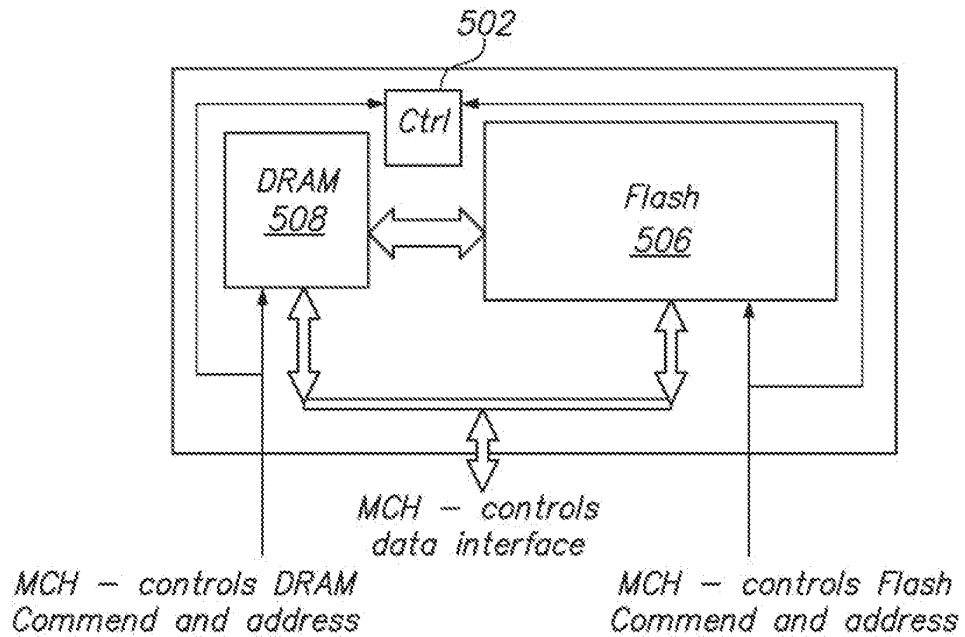 502
Ctrl
DRAM
508
Flash
506
MCH - controls
data interface
MCH - controls DRAM
Commend and address
MCH - controls Flash
Commend and address